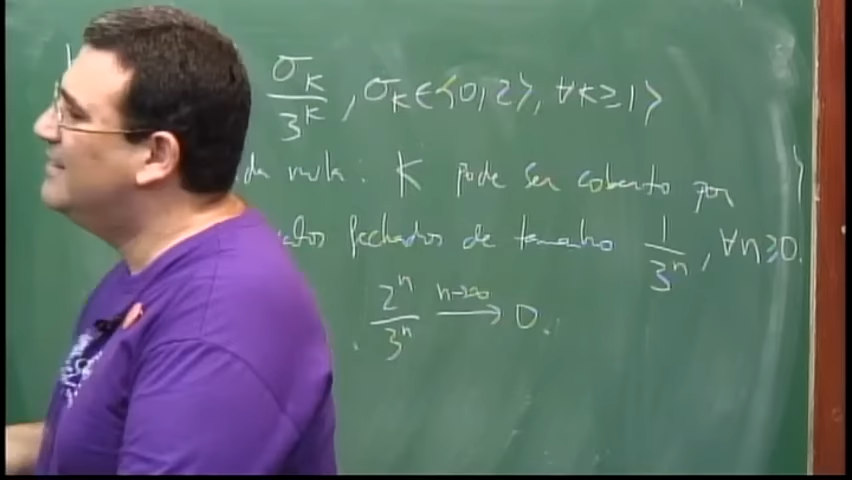 σ_k / 3^k , σ_k ∈ {0,2}, ∀k≥1}
da nula : K pode ser coberto por
fechados de tamanho 1/3^n , ∀n≥0.
2^n / 3^n n→∞ ⟶ 0.